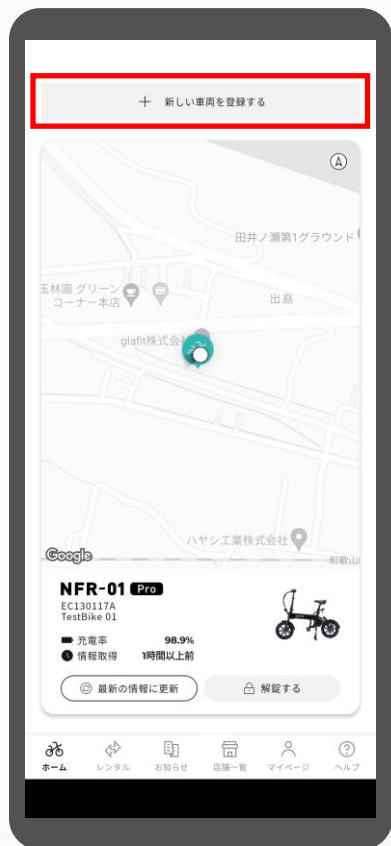 ＋ 新しい車両を登録する
田井ノ瀬第1グラウンド
玉林園 グリーン
コーナー本店
出島
glafit株式会
ハヤシ工業株式会社
Google
和歌山
NFR-01 Pro
EC130117A
TestBike 01
充電率 98.9%
情報取得 1時間以上前
最新の情報に更新 解錠する
ホーム レンタル お知らせ 店舗一覧 マイページ ヘルプ